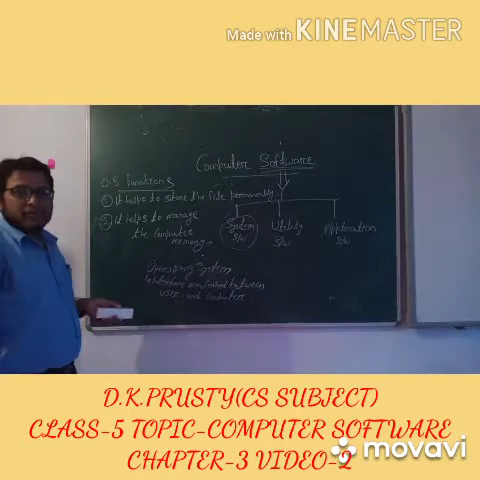 Made with KINEMASTER
Computer Software
O.S Functions
① It helps to store the File permanently
② It helps to manage
the computer
memory.
System
S/W
Utility
S/W
Application
S/W
Operating System
between
user and computer.
D.K.PRUSTY(CS SUBJECT)
CLASS-5 TOPIC-COMPUTER SOFTWARE
CHAPTER-3 VIDEO-2
movavi